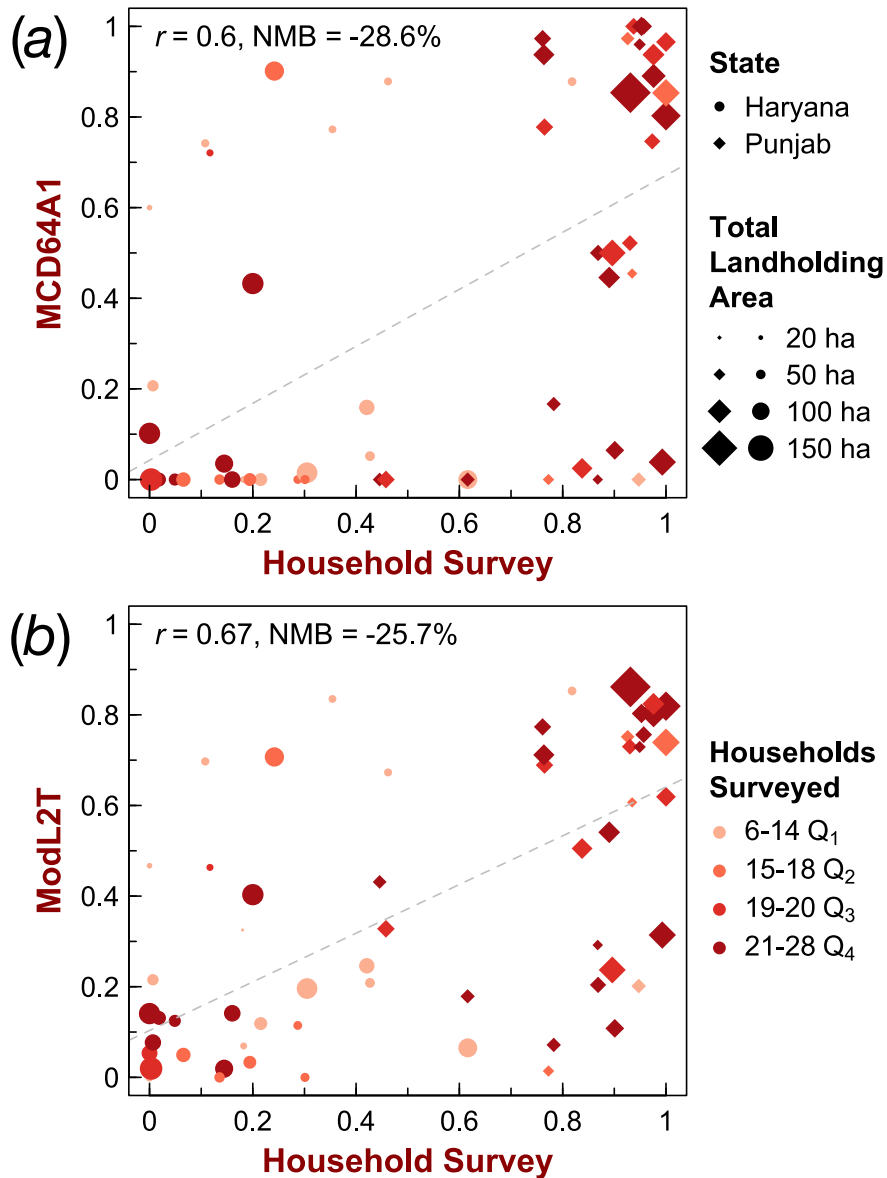 (a)
r = 0.6, NMB = -28.6%
MCD64A1
1
0.8
0.6
0.4
0.2
0
0 0.2 0.4 0.6 0.8 1
Household Survey
State
Haryana
Punjab
Total
Landholding
Area
20 ha
50 ha
100 ha
150 ha
(b)
r = 0.67, NMB = -25.7%
ModL2T
1
0.8
0.6
0.4
0.2
0
0 0.2 0.4 0.6 0.8 1
Household Survey
Households
Surveyed
6-14 Q₁
15-18 Q₂
19-20 Q₃
21-28 Q₄